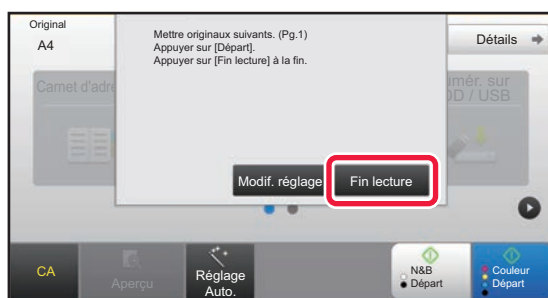 Original
A4
Mettre originaux suivants. (Pg.1)
Appuyer sur [Départ].
Appuyer sur [Fin lecture] à la fin.
Détails
Carnet d'adre
mér. sur
DD / USB
Modif. réglage
Fin lecture
CA
Aperçu
Réglage
Auto.
N&B
Départ
Couleur
Départ